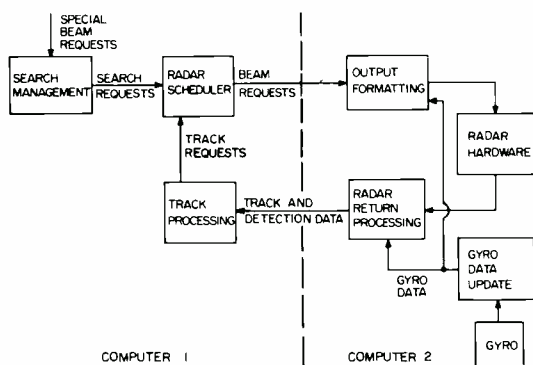 SPECIAL
BEAM
REQUESTS
SEARCH
MANAGEMENT
SEARCH
REQUESTS
RADAR
SCHEDULER
BEAM
REQUESTS
OUTPUT
FORMATTING
RADAR
HARDWARE
TRACK
REQUESTS
TRACK
PROCESSING
TRACK AND
DETECTION DATA
RADAR
RETURN
PROCESSING
GYRO
DATA
GYRO
DATA
UPDATE
GYRO
COMPUTER 1
COMPUTER 2